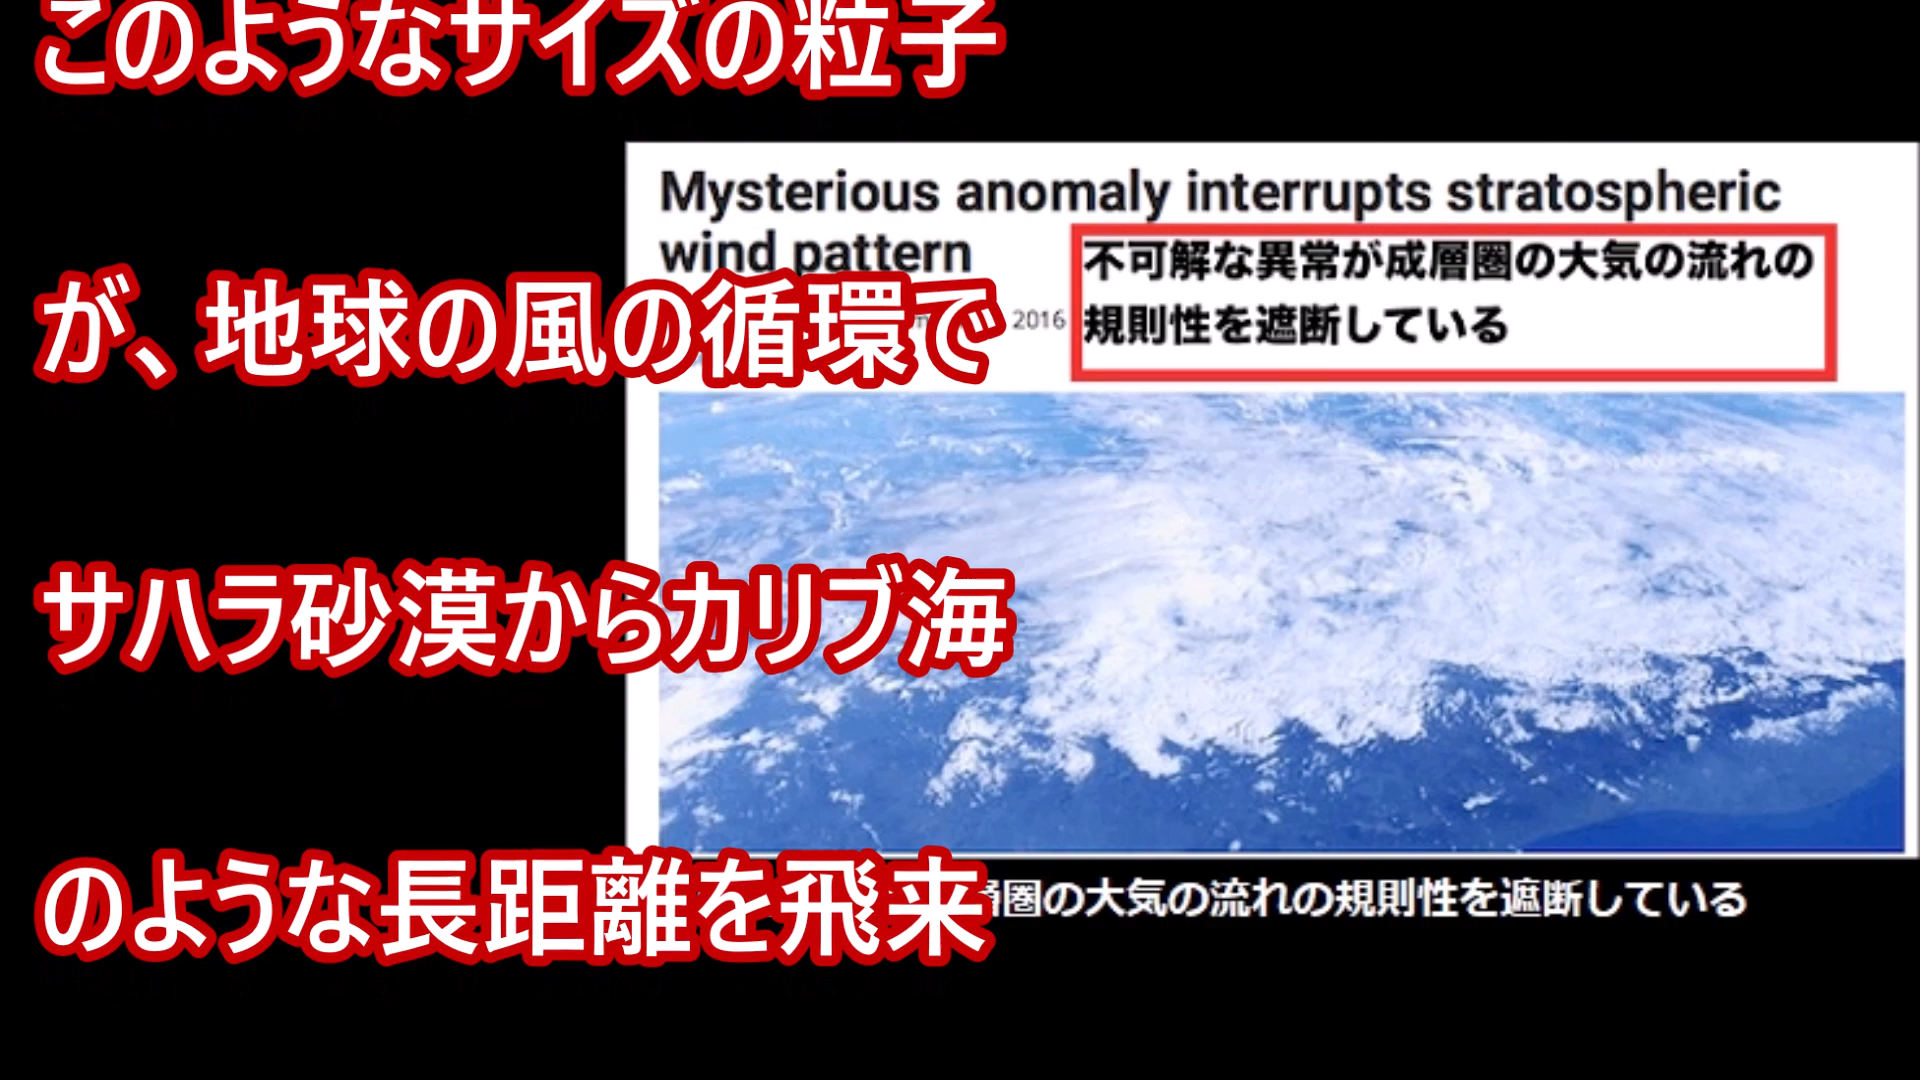 このようなサイズの粒子
が、地球の風の循環で
サハラ砂漠からカリブ海
のような長距離を飛来
Mysterious anomaly interrupts stratospheric
wind pattern
2016
不可解な異常が成層圏の大気の流れの
規則性を遮断している
圏の大気の流れの規則性を遮断している